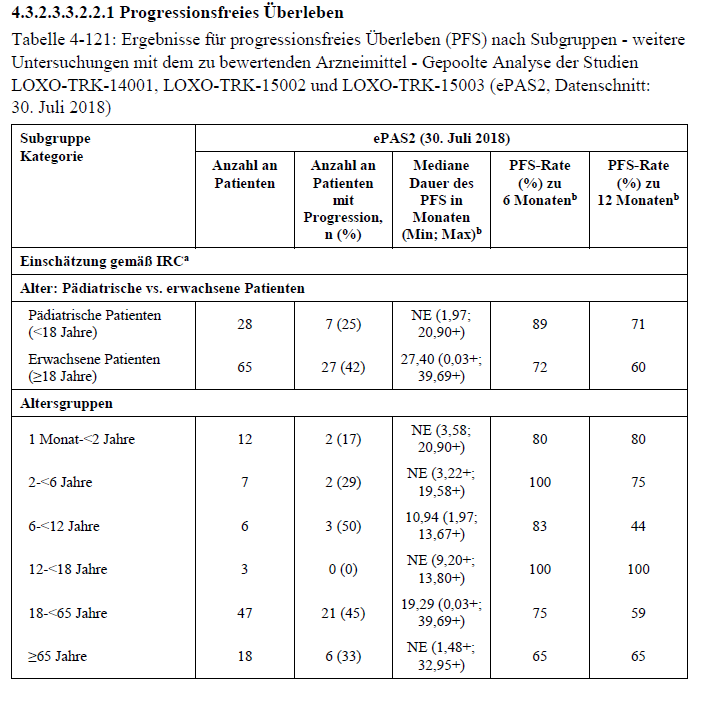 4.3.2.3.3.2.2.1 Progressionsfreies Überleben
Tabelle 4-121: Ergebnisse für progressionsfreies Überleben (PFS) nach Subgruppen - weitere
Untersuchungen mit dem zu bewertenden Arzneimittel - Gepoolte Analyse der Studien
LOXO-TRK-14001, LOXO-TRK-15002 und LOXO-TRK-15003 (ePAS2, Datenschnitt:
30. Juli 2018)
Subgruppe
Kategorie
ePAS2 (30. Juli 2018)
Anzahl an
Patienten
Anzahl an
Patienten
mit
Progression,
n (%)
Mediane
Dauer des
PFS in
Monaten
(Min; Max)b
PFS-Rate
(%) zu
6 Monatenb
PFS-Rate
(%) zu
12 Monatenb
Einschätzung gemäß IRCa
Alter: Pädiatrische vs. erwachsene Patienten
Pädiatrische Patienten
(<18 Jahre)
28
7 (25)
NE (1,97;
20,90+)
89
71
Erwachsene Patienten
(≥18 Jahre)
65
27 (42)
27,40 (0,03+;
39,69+)
72
60
Altersgruppen
1 Monat-<2 Jahre
12
2 (17)
NE (3,58;
20,90+)
80
80
2-<6 Jahre
7
2 (29)
NE (3,22+;
19,58+)
100
75
6-<12 Jahre
6
3 (50)
10,94 (1,97;
13,67+)
83
44
12-<18 Jahre
3
0 (0)
NE (9,20+;
13,80+)
100
100
18-<65 Jahre
47
21 (45)
19,29 (0,03+;
39,69+)
75
59
≥65 Jahre
18
6 (33)
NE (1,48+;
32,95+)
65
65